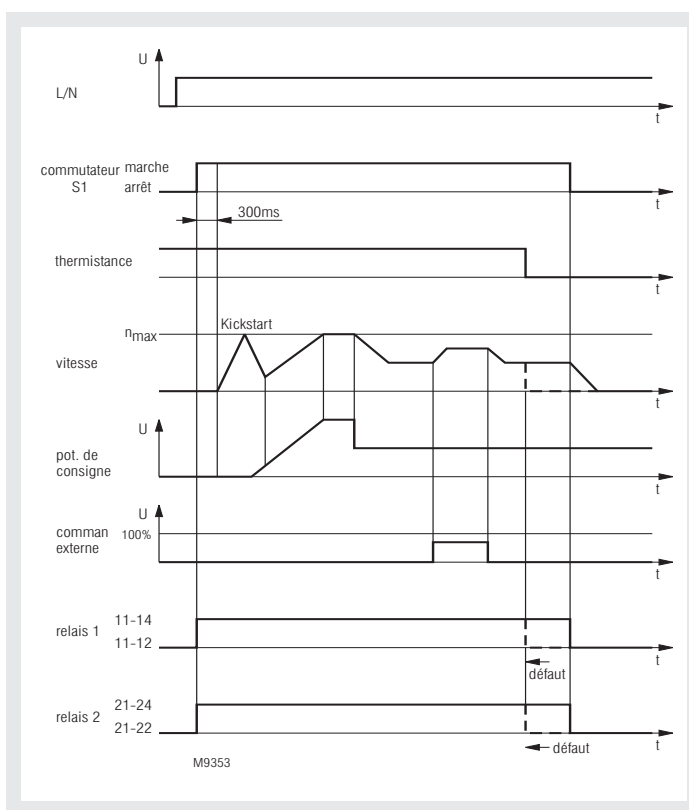 U
L/N
t
commutateur marche
S1 arrêt
t
300ms
thermistance
t
Kickstart
nmax
vitesse
t
U
pot. de
consigne
t
U
comman 100%
externe
t
11-14
relais 1
11-12
t
défaut
21-24
relais 2
21-22
défaut t
M9353